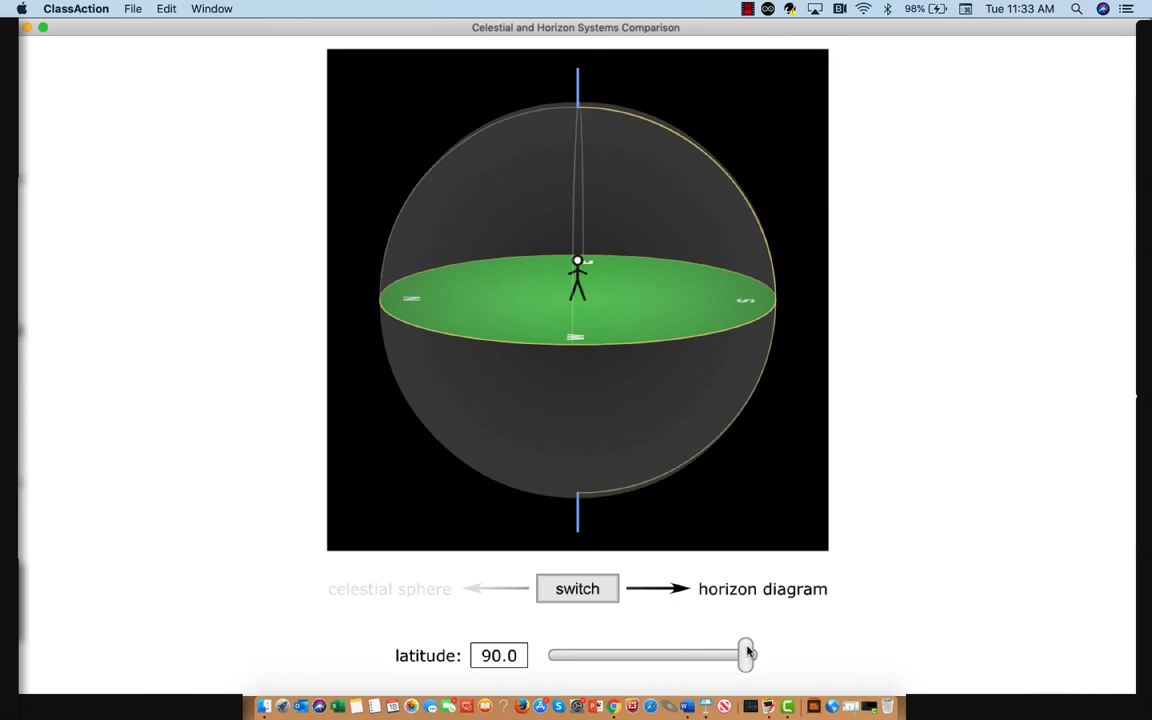 ClassAction File Edit Window 98% Tue 11:33 AM
Celestial and Horizon Systems Comparison
N S
W
celestial sphere switch horizon diagram
latitude: 90.0